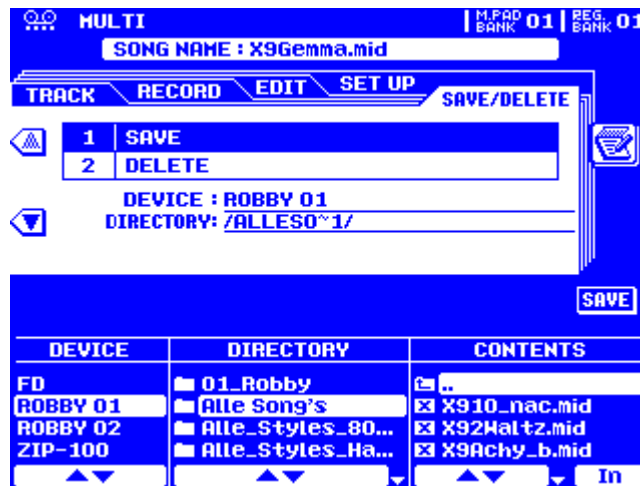 MULTI M.PAD BANK 01 REG. BANK 01
SONG NAME : X9Gemma.mid
TRACK RECORD EDIT SET UP SAVE/DELETE
1 SAVE
2 DELETE
DEVICE : ROBBY 01
DIRECTORY: /ALLESO~1/
SAVE
DEVICE DIRECTORY CONTENTS
FD 01_Robby ..
ROBBY 01 Alle Song's X910_nac.mid
ROBBY 02 Alle_Styles_80... X92Waltz.mid
ZIP-100 Alle_Styles_Ha... X9Achy_b.mid
In